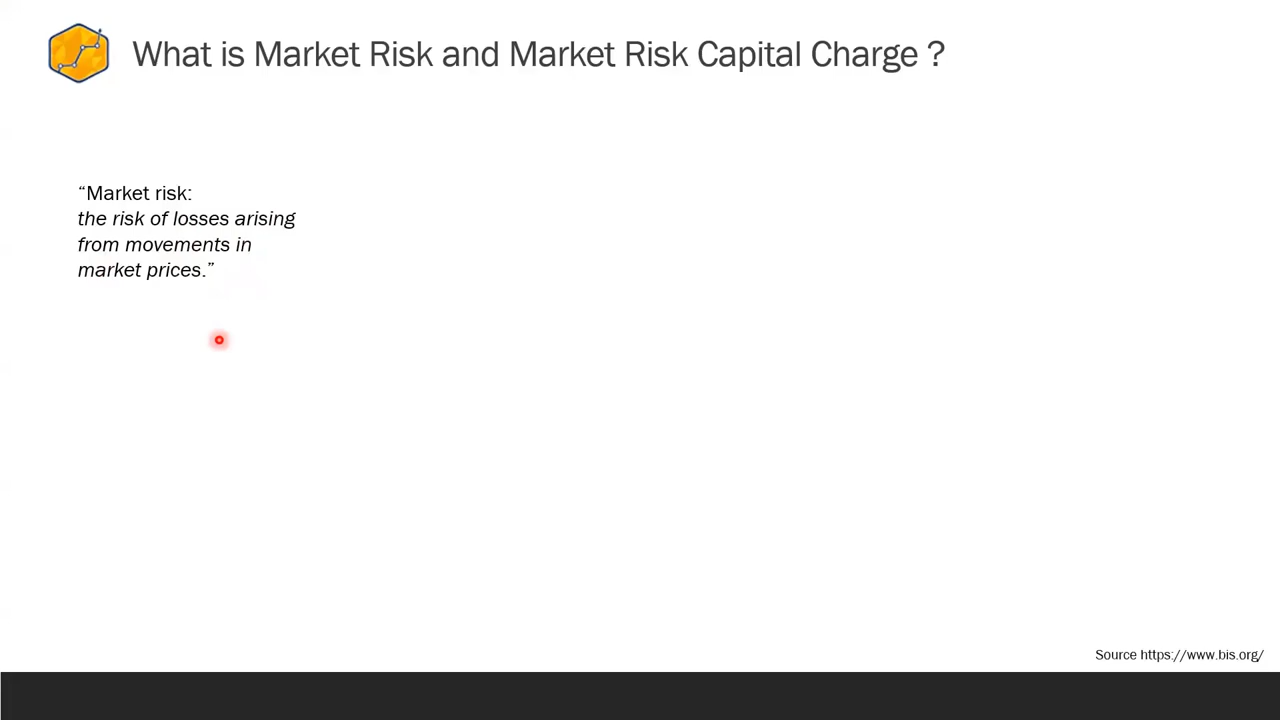 What is Market Risk and Market Risk Capital Charge ?
“Market risk:
the risk of losses arising
from movements in
market prices.”
Source https://www.bis.org/